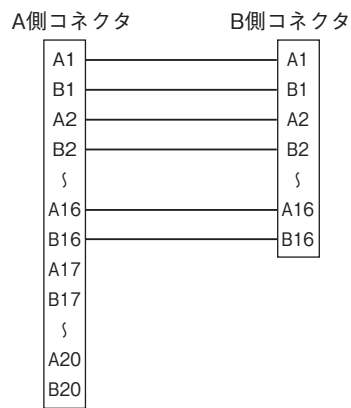 A側コネクタ B側コネクタ
A1 A1
B1 B1
A2 A2
B2 B2
∫ ∫
A16 A16
B16 B16
A17
B17
∫
A20
B20